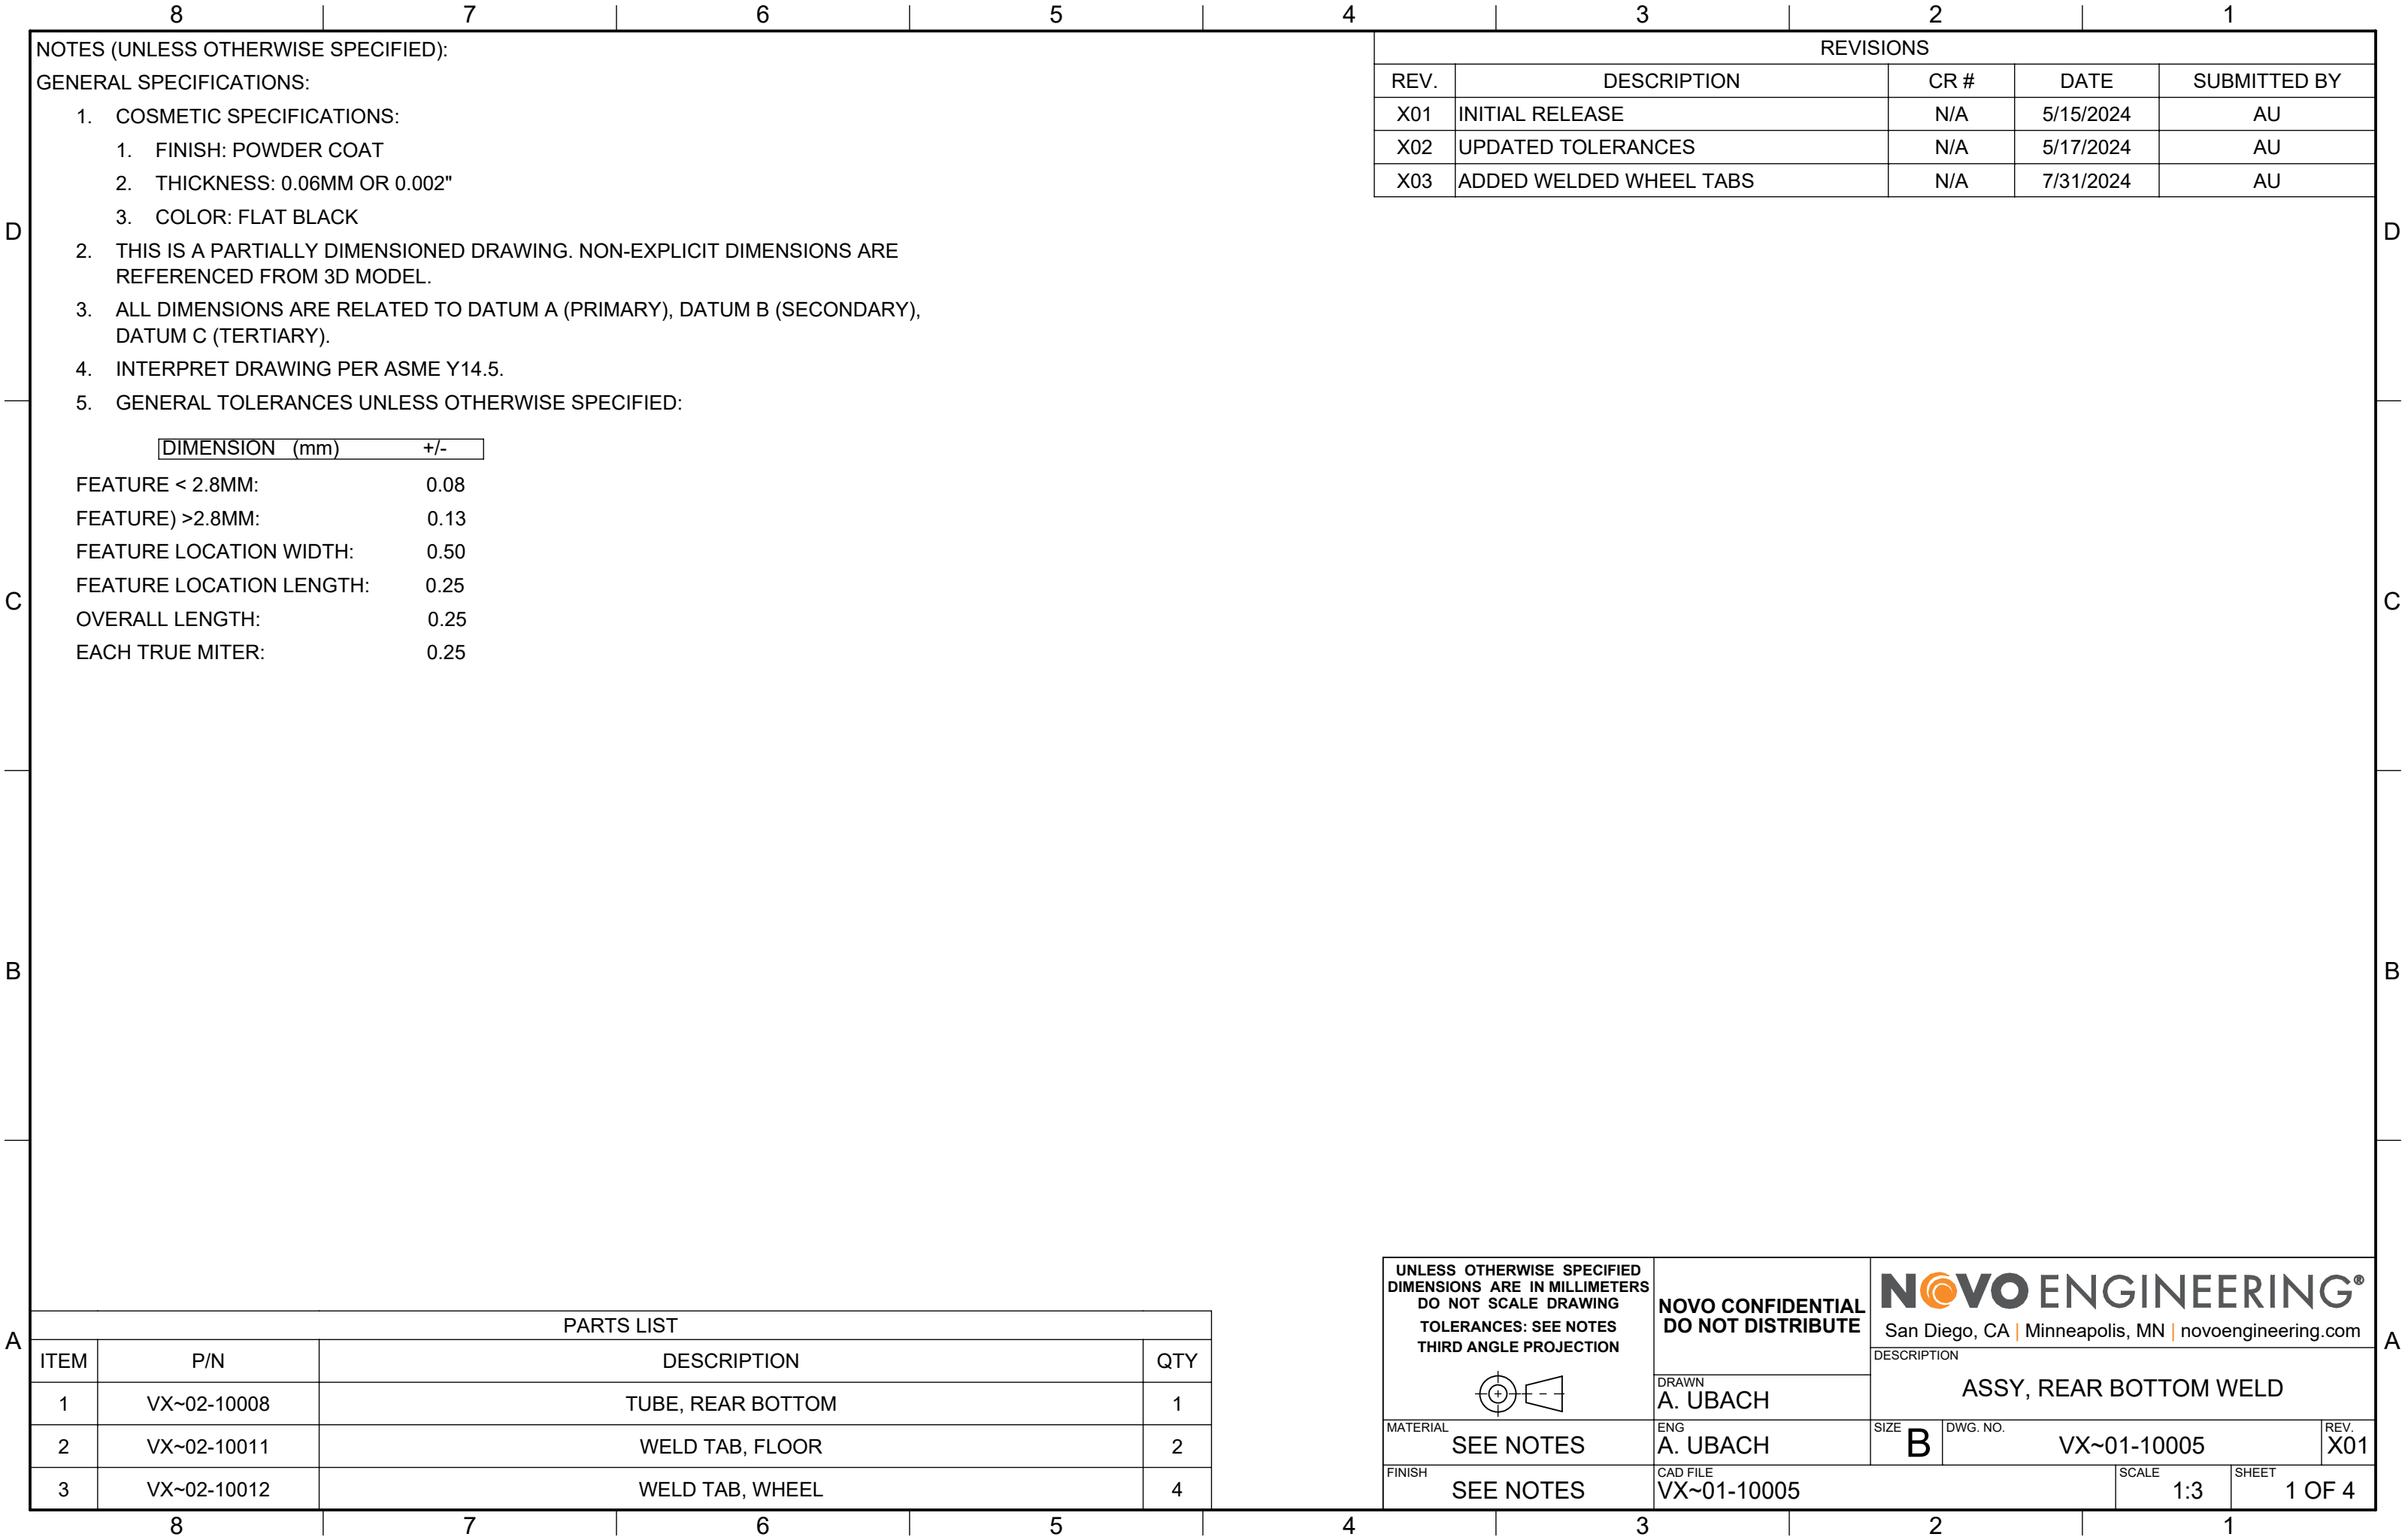 8 7 6 5 4 3 2 1
NOTES (UNLESS OTHERWISE SPECIFIED):
GENERAL SPECIFICATIONS:
1. COSMETIC SPECIFICATIONS:
1. FINISH: POWDER COAT
2. THICKNESS: 0.06MM OR 0.002"
3. COLOR: FLAT BLACK
2. THIS IS A PARTIALLY DIMENSIONED DRAWING. NON-EXPLICIT DIMENSIONS ARE
REFERENCED FROM 3D MODEL.
3. ALL DIMENSIONS ARE RELATED TO DATUM A (PRIMARY), DATUM B (SECONDARY),
DATUM C (TERTIARY).
4. INTERPRET DRAWING PER ASME Y14.5.
5. GENERAL TOLERANCES UNLESS OTHERWISE SPECIFIED:
DIMENSION (mm) +/-
FEATURE < 2.8MM: 0.08
FEATURE) >2.8MM: 0.13
FEATURE LOCATION WIDTH: 0.50
FEATURE LOCATION LENGTH: 0.25
OVERALL LENGTH: 0.25
EACH TRUE MITER: 0.25
REVISIONS
REV. DESCRIPTION CR # DATE SUBMITTED BY
X01 INITIAL RELEASE N/A 5/15/2024 AU
X02 UPDATED TOLERANCES N/A 5/17/2024 AU
X03 ADDED WELDED WHEEL TABS N/A 7/31/2024 AU
D D
C C
B B
A A
PARTS LIST
ITEM P/N DESCRIPTION QTY
1 VX~02-10008 TUBE, REAR BOTTOM 1
2 VX~02-10011 WELD TAB, FLOOR 2
3 VX~02-10012 WELD TAB, WHEEL 4
UNLESS OTHERWISE SPECIFIED
DIMENSIONS ARE IN MILLIMETERS
DO NOT SCALE DRAWING
TOLERANCES: SEE NOTES
THIRD ANGLE PROJECTION
MATERIAL
SEE NOTES
FINISH
SEE NOTES
NOVO CONFIDENTIAL
DO NOT DISTRIBUTE
DRAWN
A. UBACH
ENG
A. UBACH
CAD FILE
VX~01-10005
NOVO ENGINEERING®
San Diego, CA | Minneapolis, MN | novoengineering.com
DESCRIPTION
ASSY, REAR BOTTOM WELD
SIZE
B
DWG. NO.
VX~01-10005
REV.
X01
SCALE
1:3
SHEET
1 OF 4
8 7 6 5 4 3 2 1